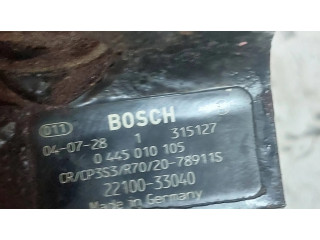 D11 BOSCH
04-07-28 1 315127
0 445 010 105
CR/CP3S3/R70/20-78911S
22100-33040
Made in Germany